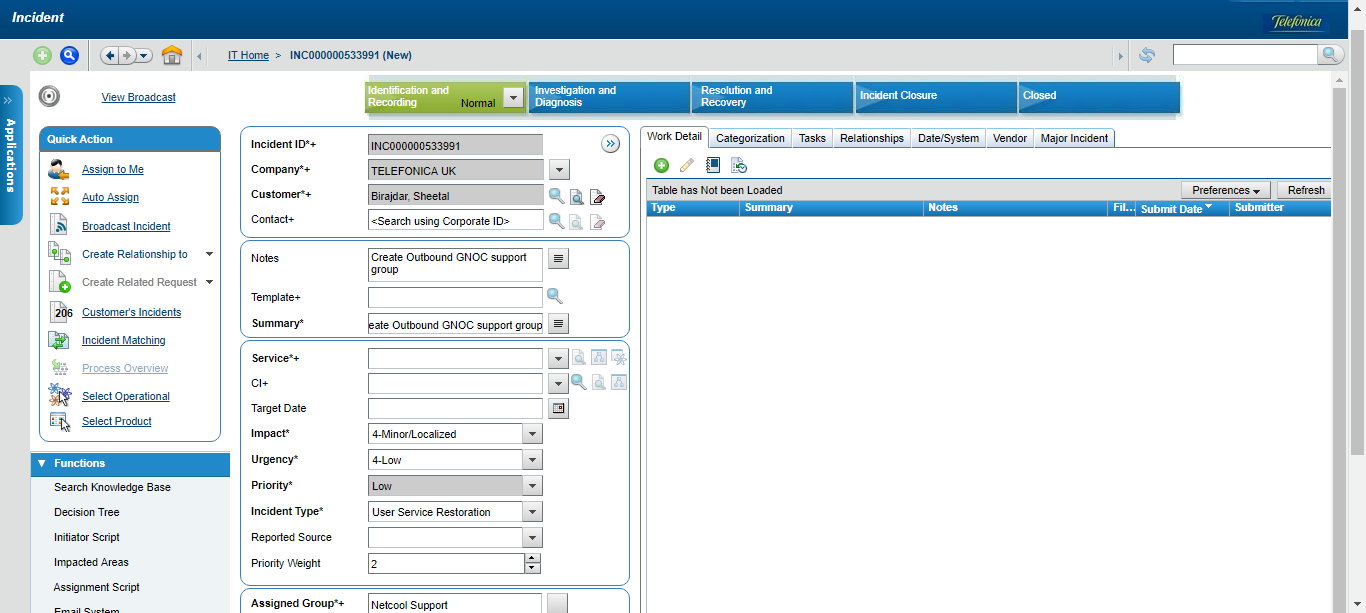 Incident
Telefónica
IT Home > INC000000533991 (New)
View Broadcast
Identification and
Recording
Normal
Investigation and
Diagnosis
Resolution and
Recovery
Incident Closure
Closed
Applications
Quick Action
Assign to Me
Auto Assign
Broadcast Incident
Create Relationship to
Create Related Request
206 Customer's Incidents
Incident Matching
Process Overview
Select Operational
Select Product
Functions
Search Knowledge Base
Decision Tree
Initiator Script
Impacted Areas
Assignment Script
Email System
Incident ID*+ INC000000533991
Company*+ TELEFONICA UK
Customer*+ Birajdar, Sheetal
Contact+ <Search using Corporate ID>
Notes Create Outbound GNOC support
group
Template+
Summary* eate Outbound GNOC support group
Service*+
CI+
Target Date
Impact* 4-Minor/Localized
Urgency* 4-Low
Priority* Low
Incident Type* User Service Restoration
Reported Source
Priority Weight 2
Assigned Group*+ Netcool Support
Work Detail Categorization Tasks Relationships Date/System Vendor Major Incident
Table has Not been Loaded Preferences Refresh
Type Summary Notes Fil... Submit Date Submitter